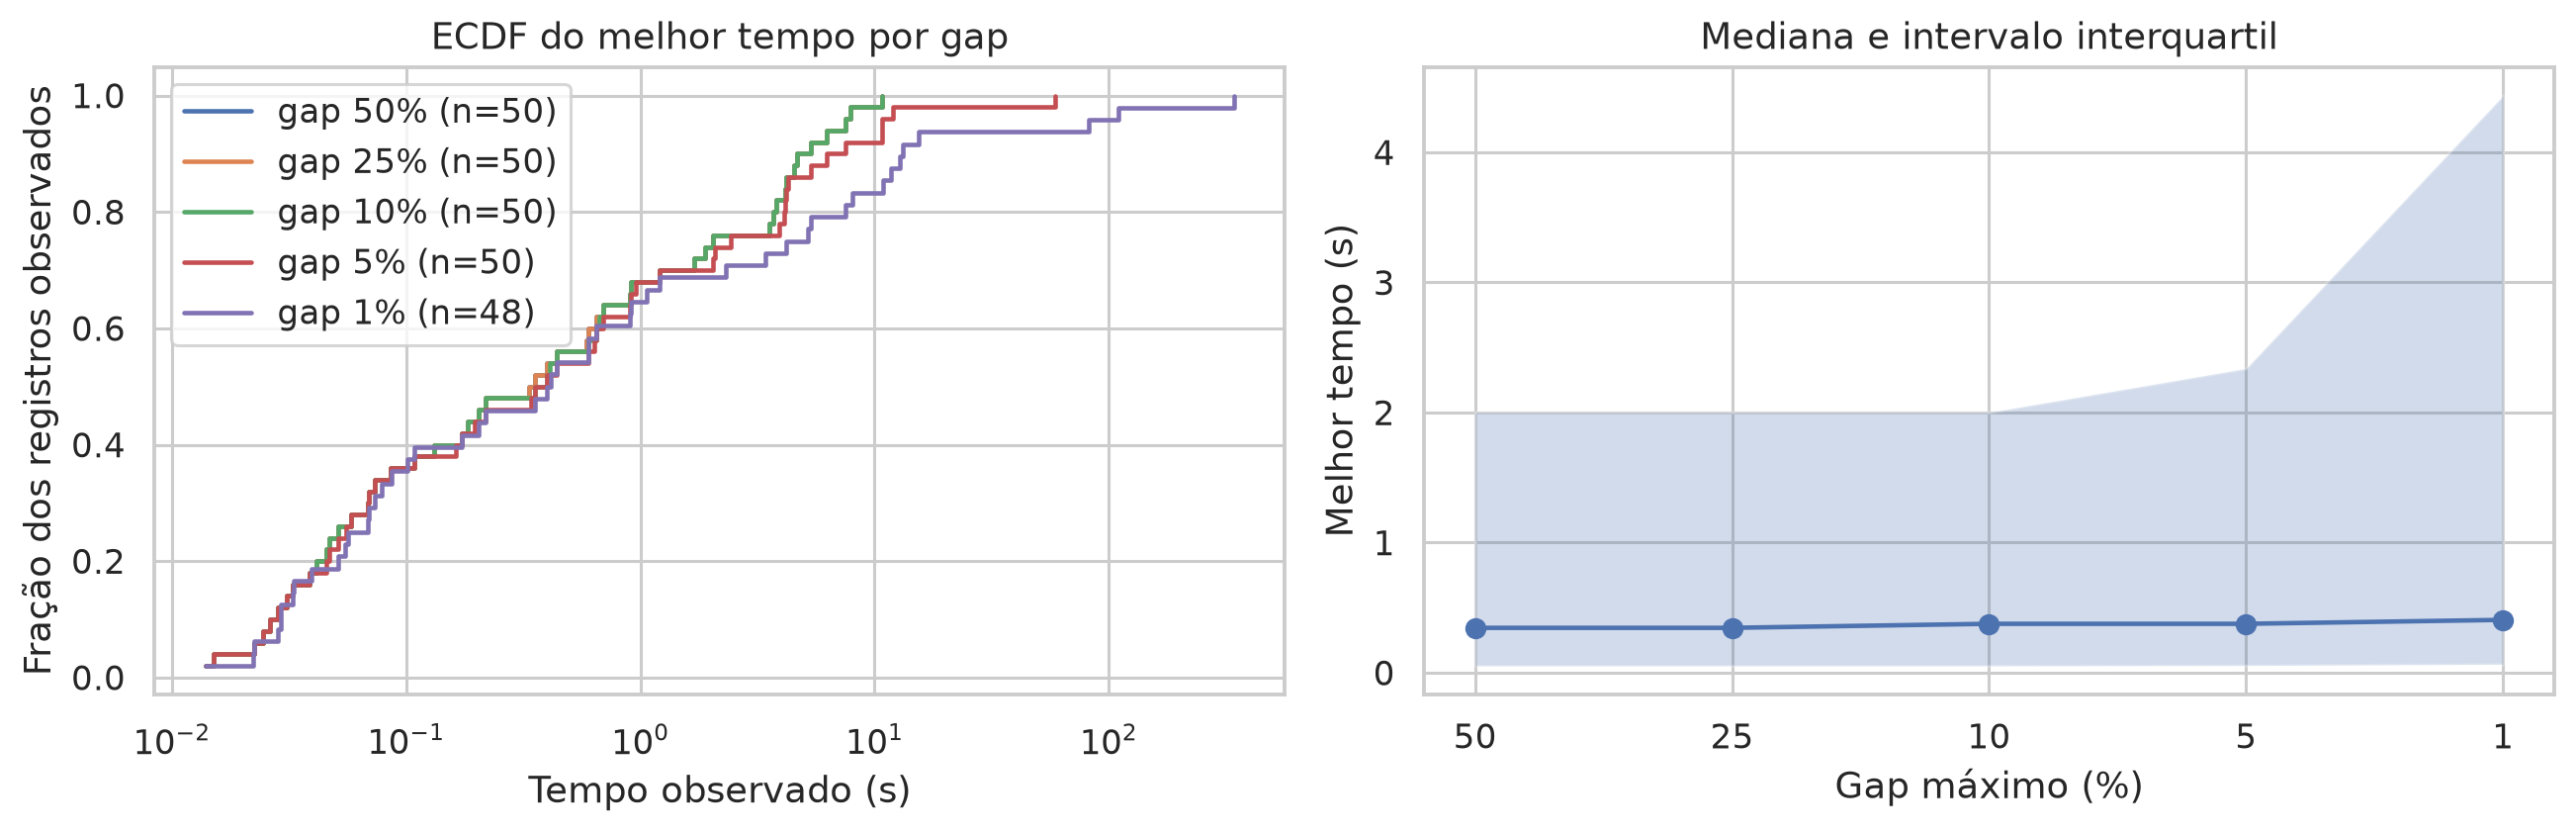 ECDF do melhor tempo por gap
Fração dos registros observados
1.0
0.8
0.6
0.4
0.2
0.0
gap 50% (n=50)
gap 25% (n=50)
gap 10% (n=50)
gap 5% (n=50)
gap 1% (n=48)
10⁻² 10⁻¹ 10⁰ 10¹ 10²
Tempo observado (s)
Mediana e intervalo interquartil
Melhor tempo (s)
4
3
2
1
0
50 25 10 5 1
Gap máximo (%)